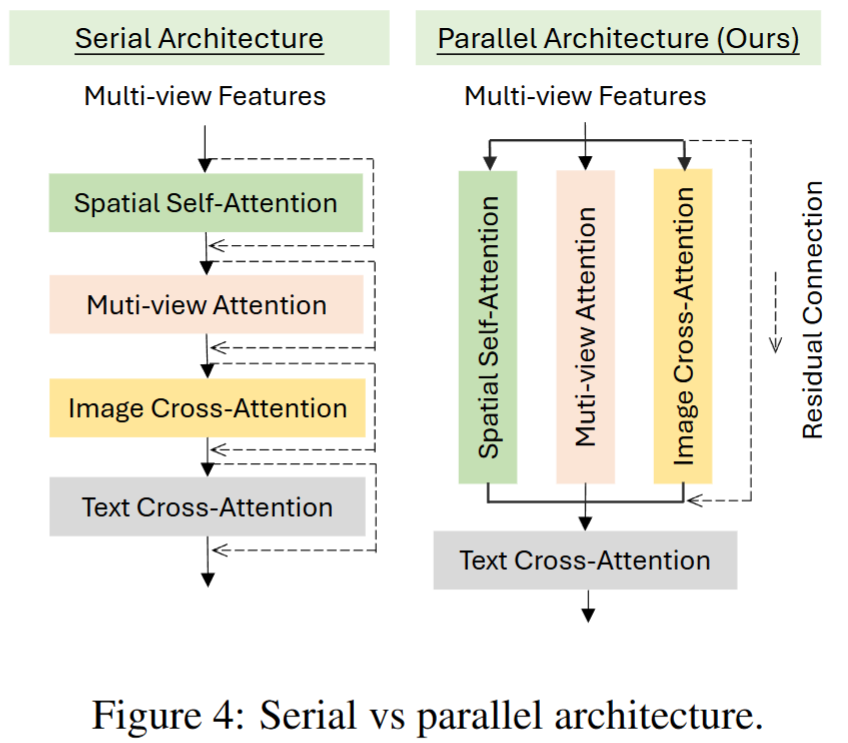 Serial Architecture
Multi-view Features
Spatial Self-Attention
Muti-view Attention
Image Cross-Attention
Text Cross-Attention
Parallel Architecture (Ours)
Multi-view Features
Spatial Self-Attention
Muti-view Attention
Image Cross-Attention
Residual Connection
Text Cross-Attention
Figure 4: Serial vs parallel architecture.